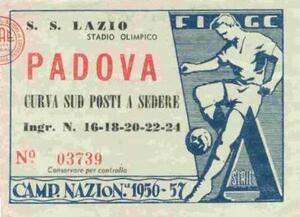 S. S. LAZIO
STADIO OLIMPICO
F I G C
PADOVA
CURVA SUD POSTI A SEDERE
Ingr. N. 16-18-20-22-24
Nº 03739
Conservare per controllo
A
SERIE
CAMP. NAZION. 1956-57